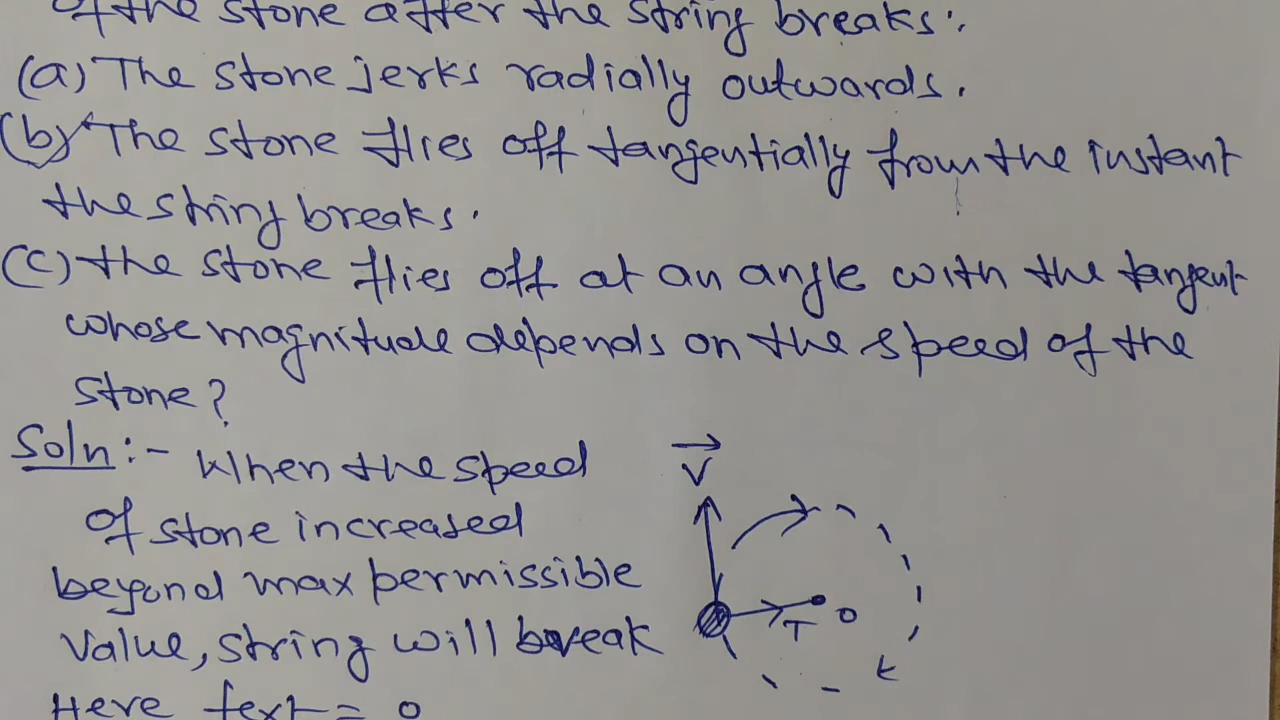 of the stone after the string breaks:
(a) The stone jerks radially outwards.
(b) The stone flies off tangentially from the instant
the string breaks.
(c) the stone flies off at an angle with the tangent
whose magnitude depends on the speed of the
stone?
Soln:- When the speed
of stone increased
beyond max permissible
value, string will break
Here fext = 0
V
T
o